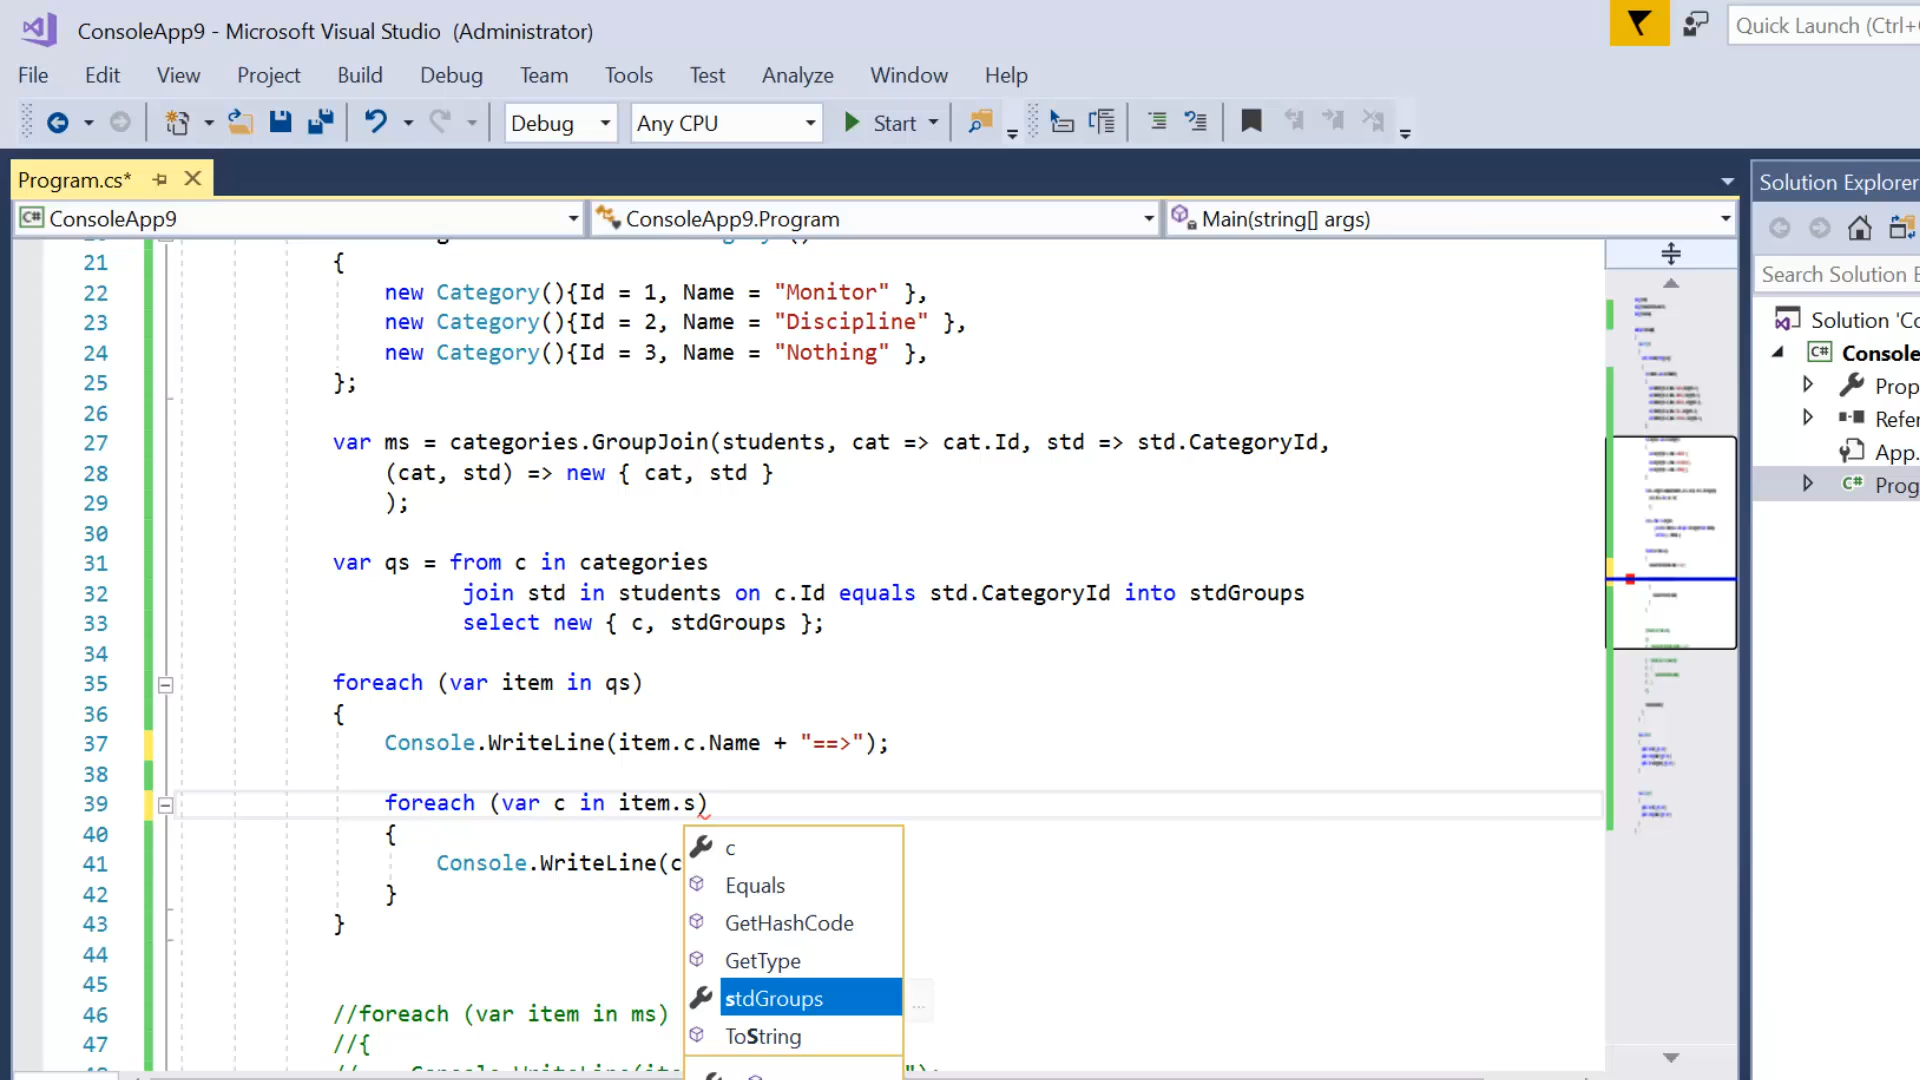 ConsoleApp9 - Microsoft Visual Studio (Administrator)
Quick Launch (Ctrl+
File Edit View Project Build Debug Team Tools Test Analyze Window Help
Debug Any CPU Start
Program.cs*
Solution Explorer
ConsoleApp9 ConsoleApp9.Program Main(string[] args)
Search Solution E
Solution 'Co
Console
Prop
Refer
App.
Prog
21 {
22 new Category(){Id = 1, Name = "Monitor" },
23 new Category(){Id = 2, Name = "Discipline" },
24 new Category(){Id = 3, Name = "Nothing" },
25 };
26
27 var ms = categories.GroupJoin(students, cat => cat.Id, std => std.CategoryId,
28 (cat, std) => new { cat, std }
29 );
30
31 var qs = from c in categories
32 join std in students on c.Id equals std.CategoryId into stdGroups
33 select new { c, stdGroups };
34
35 foreach (var item in qs)
36 {
37 Console.WriteLine(item.c.Name + "==>");
38
39 foreach (var c in item.s)
40 {
41 Console.WriteLine(c
42 }
43 }
44
45
46 //foreach (var item in ms)
47 //{
c
Equals
GetHashCode
GetType
stdGroups
ToString